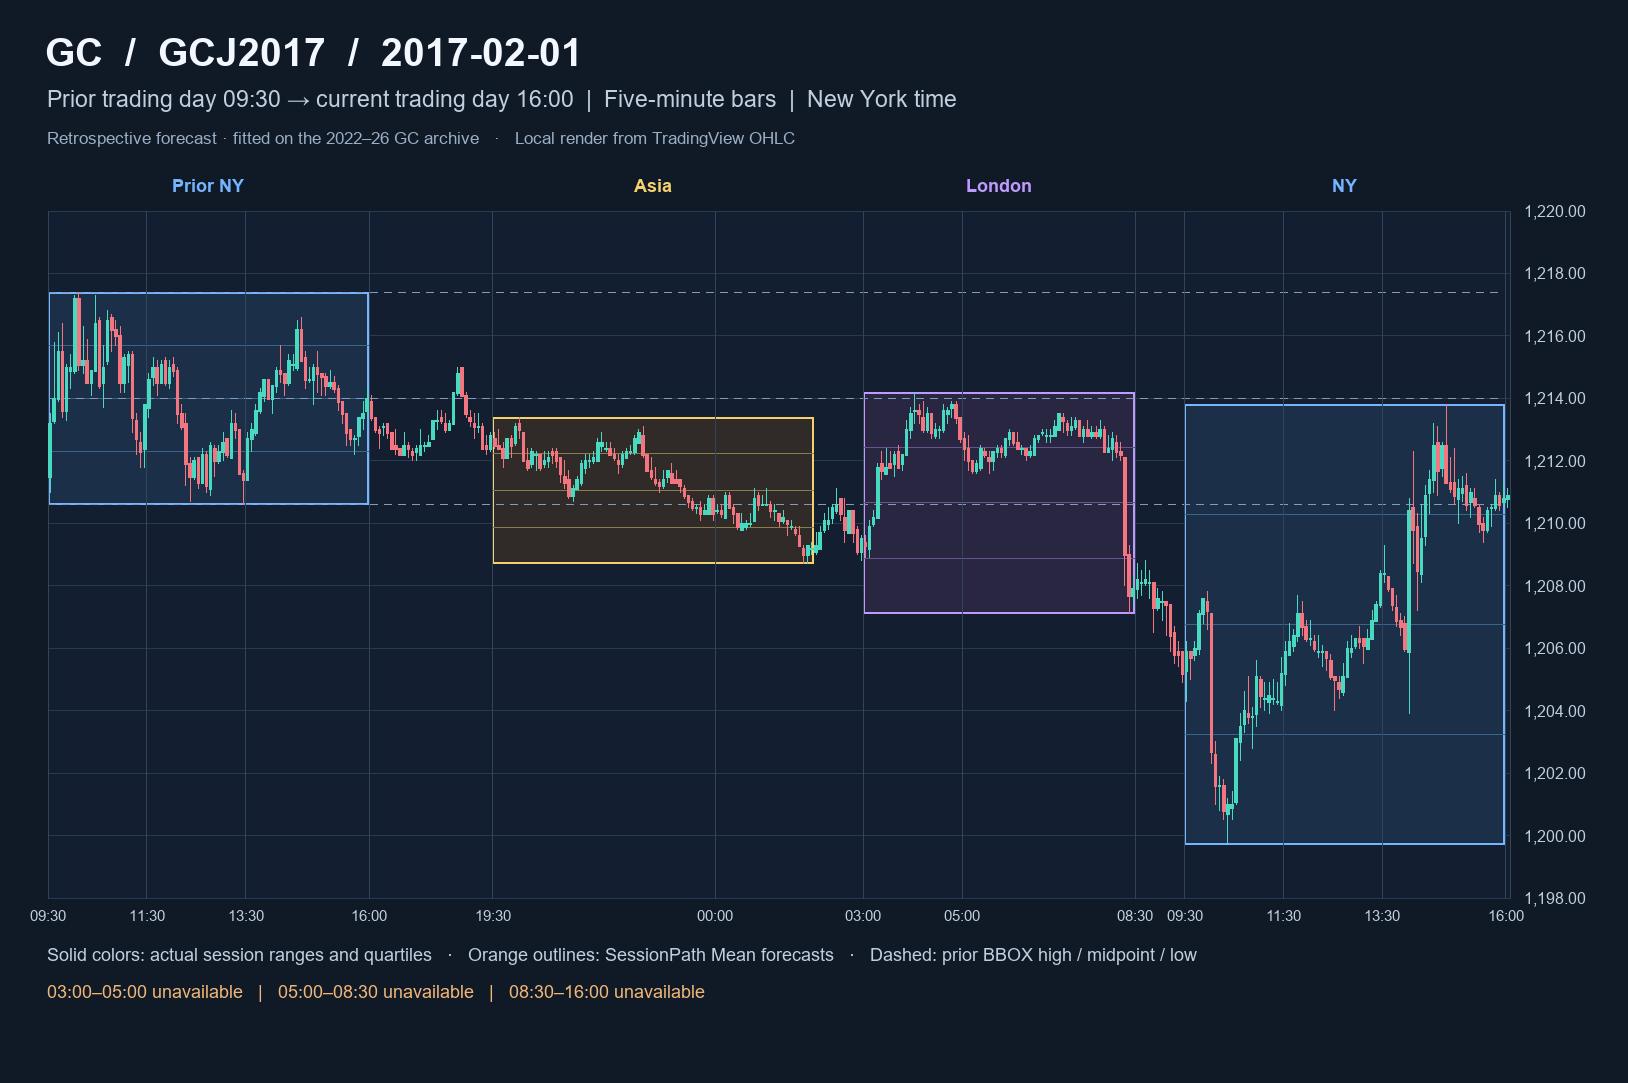 GC / GCJ2017 / 2017-02-01
Prior trading day 09:30 → current trading day 16:00 | Five-minute bars | New York time
Retrospective forecast · fitted on the 2022–26 GC archive · Local render from TradingView OHLC
Prior NY Asia London NY
1,220.00
1,218.00
1,216.00
1,214.00
1,212.00
1,210.00
1,208.00
1,206.00
1,204.00
1,202.00
1,200.00
1,198.00
09:30 11:30 13:30 16:00 19:30 00:00 03:00 05:00 08:30 09:30 11:30 13:30 16:00
Solid colors: actual session ranges and quartiles · Orange outlines: SessionPath Mean forecasts · Dashed: prior BBOX high / midpoint / low
03:00–05:00 unavailable | 05:00–08:30 unavailable | 08:30–16:00 unavailable